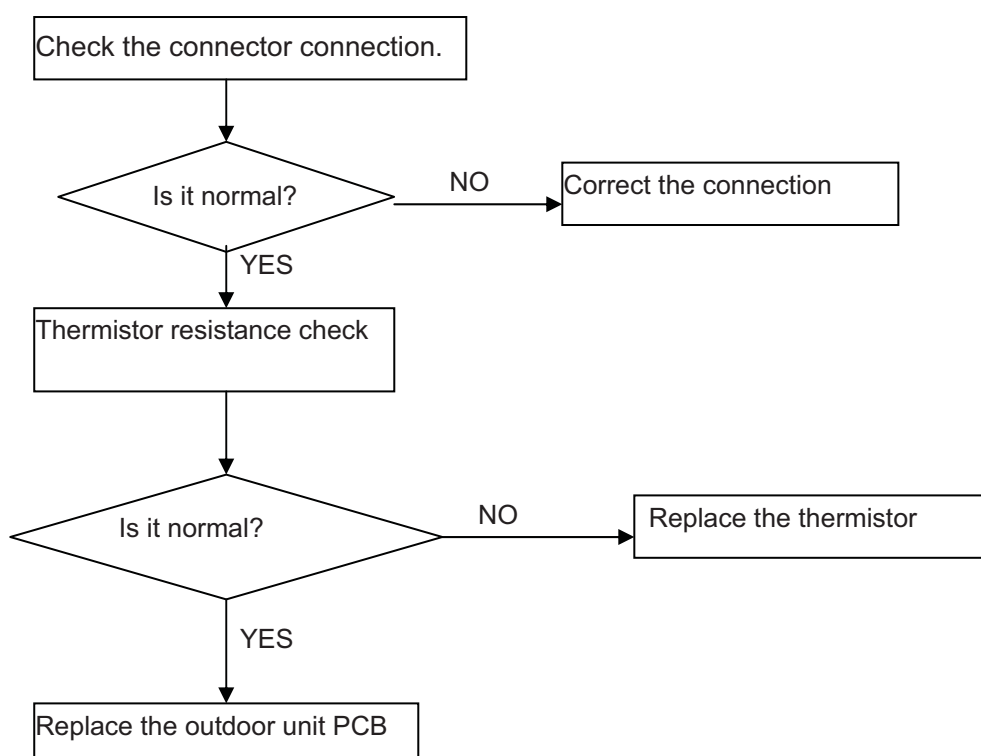 Check the connector connection.
Is it normal?
NO
Correct the connection
YES
Thermistor resistance check
Is it normal?
NO
Replace the thermistor
YES
Replace the outdoor unit PCB